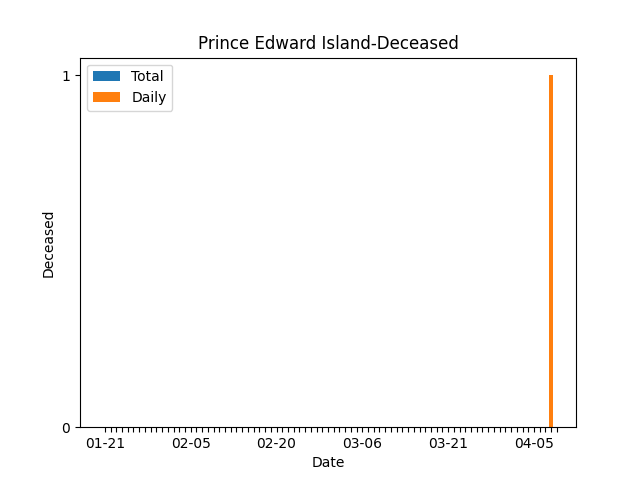 Prince Edward Island-Deceased
Total
Daily
1
0
Deceased
01-21
02-05
02-20
03-06
03-21
04-05
Date